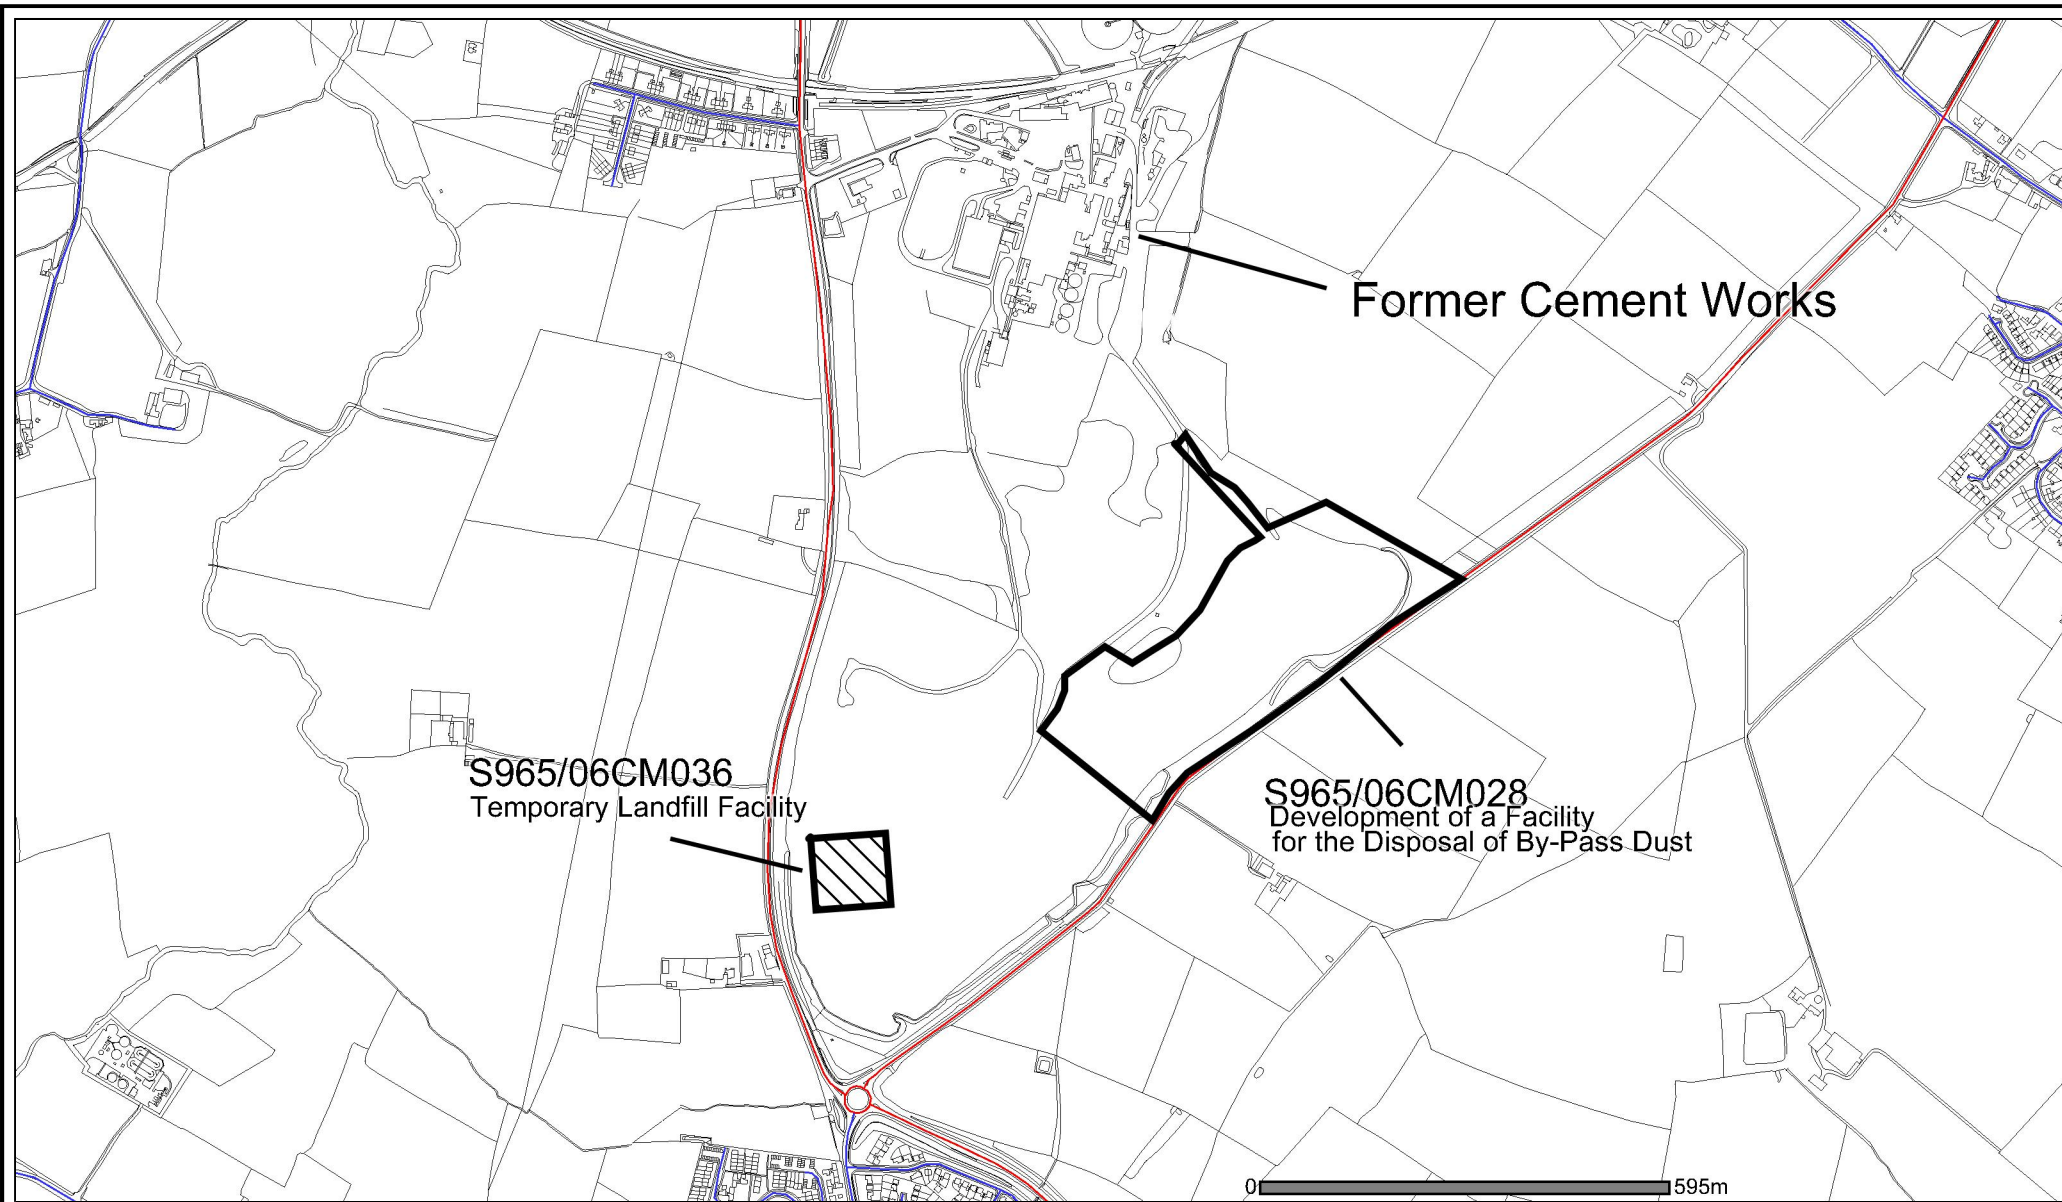 Former Cement Works
S965/06CM036
Temporary Landfill Facility
S965/06CM028
Development of a Facility
for the Disposal of By-Pass Dust
0
595m